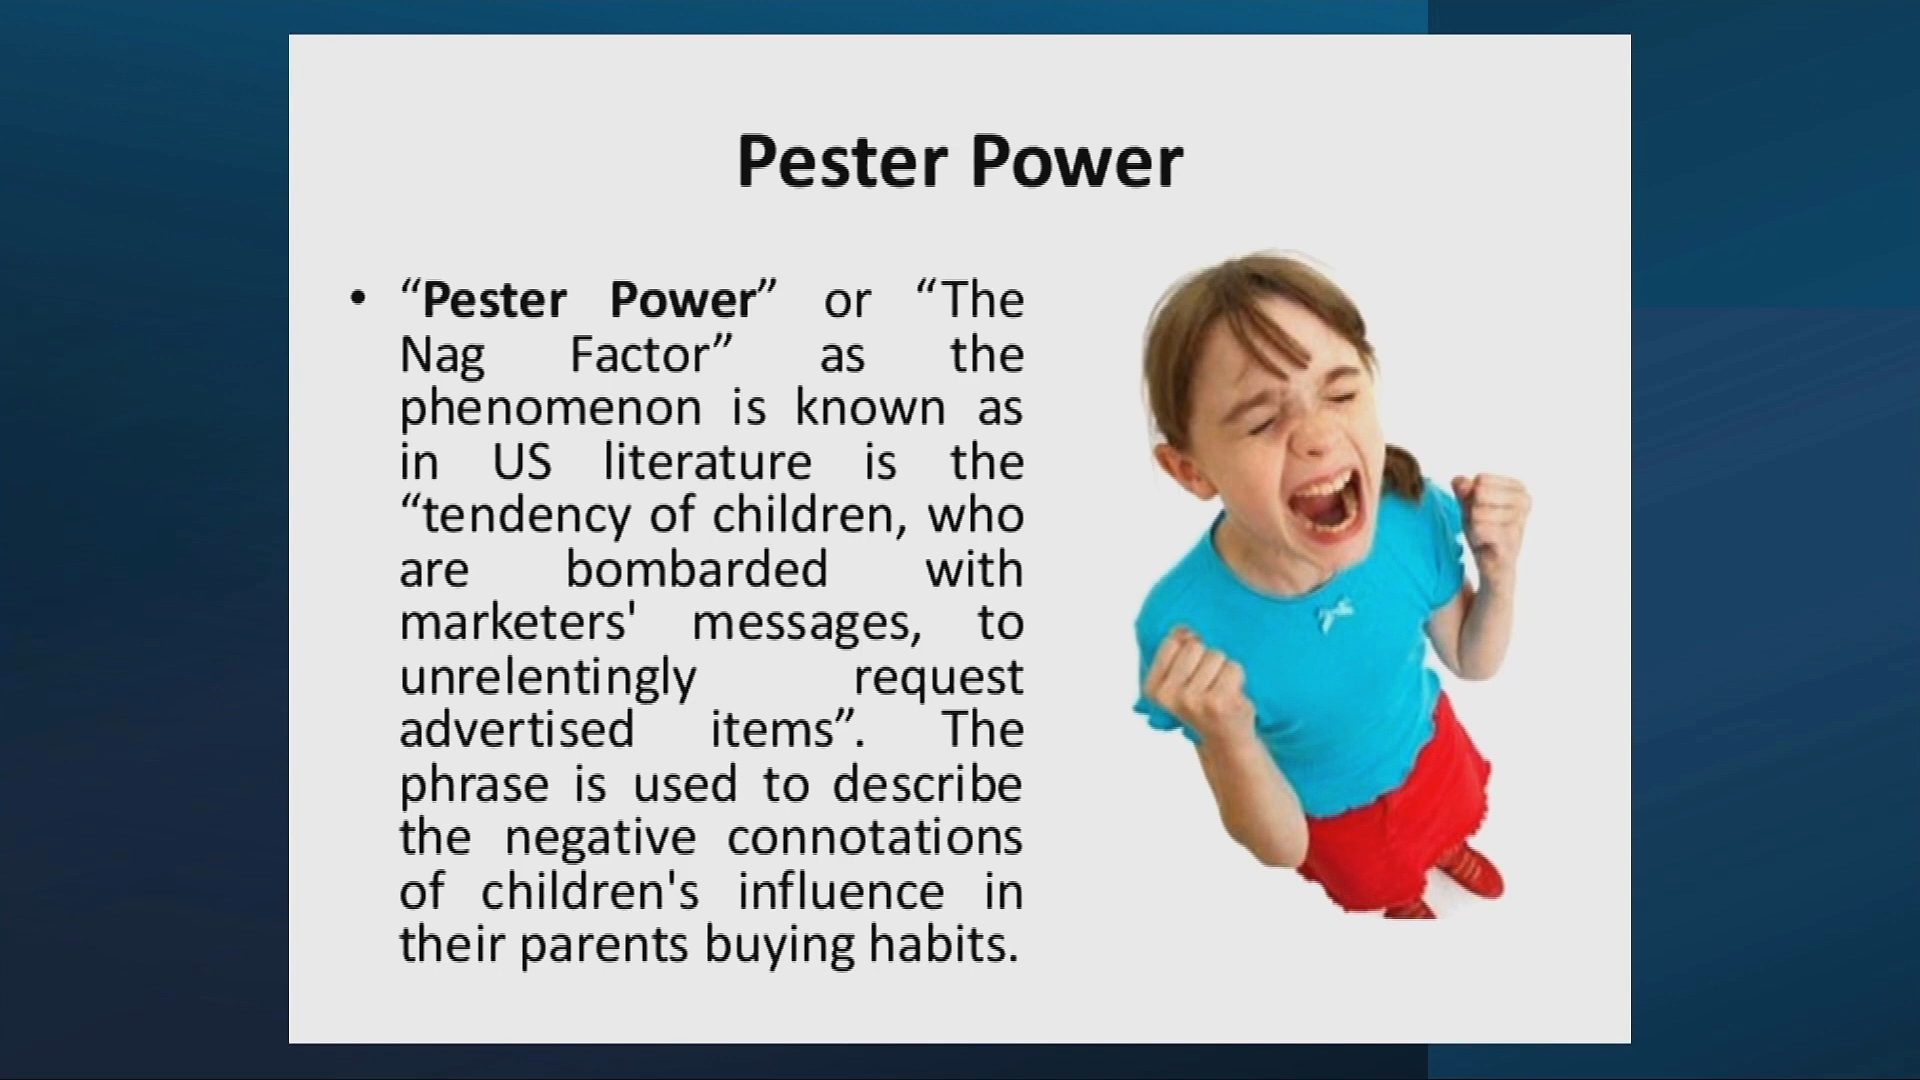 Pester Power
• “Pester Power” or “The
Nag Factor” as the
phenomenon is known as
in US literature is the
“tendency of children, who
are bombarded with
marketers' messages, to
unrelentingly request
advertised items”. The
phrase is used to describe
the negative connotations
of children's influence in
their parents buying habits.